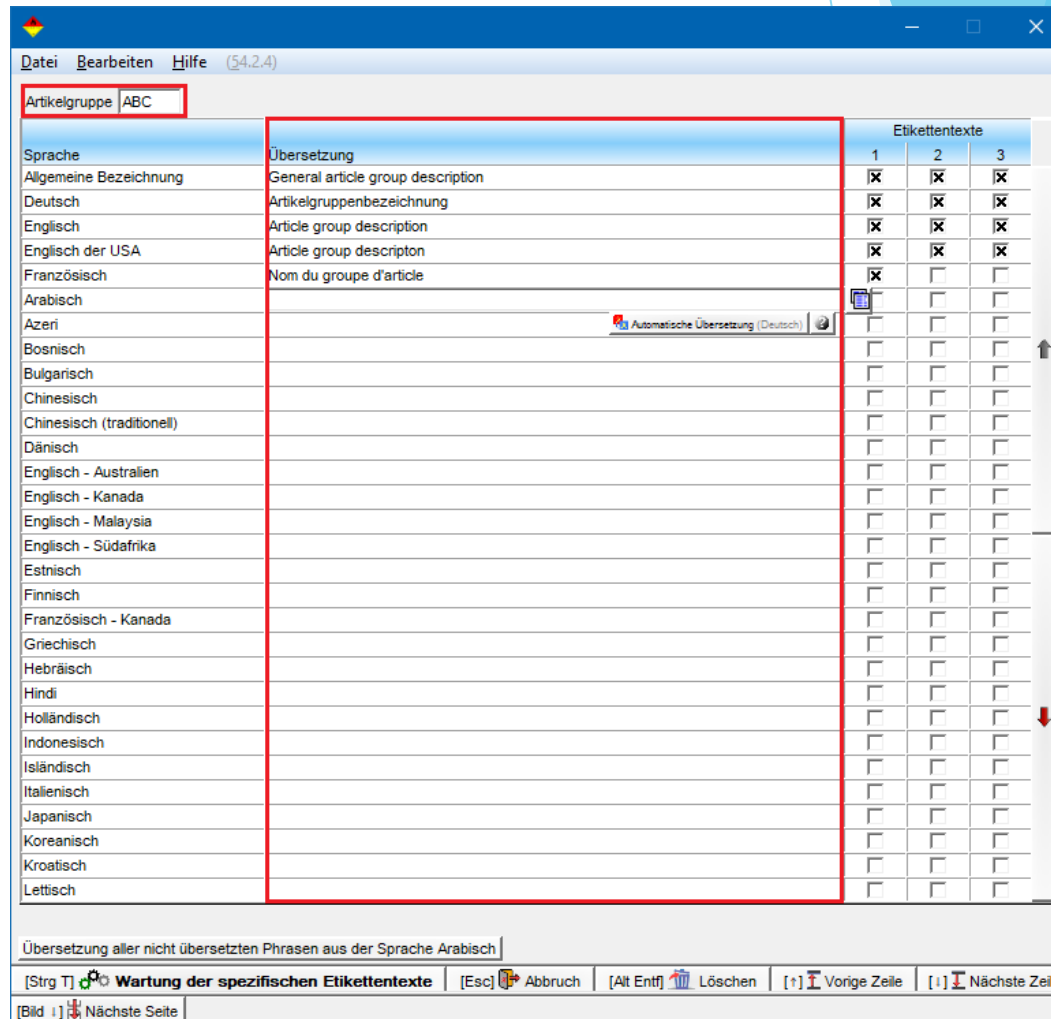 Datei Bearbeiten Hilfe (54.2.4)
Artikelgruppe ABC
Etikettentexte
Sprache Übersetzung 1 2 3
Allgemeine Bezeichnung General article group description
Deutsch Artikelgruppenbezeichnung
Englisch Article group description
Englisch der USA Article group descripton
Französisch Nom du groupe d'article
Arabisch
Azeri Automatische Übersetzung (Deutsch)
Bosnisch
Bulgarisch
Chinesisch
Chinesisch (traditionell)
Dänisch
Englisch - Australien
Englisch - Kanada
Englisch - Malaysia
Englisch - Südafrika
Estnisch
Finnisch
Französisch - Kanada
Griechisch
Hebräisch
Hindi
Holländisch
Indonesisch
Isländisch
Italienisch
Japanisch
Koreanisch
Kroatisch
Lettisch
Übersetzung aller nicht übersetzten Phrasen aus der Sprache Arabisch
[Strg T] Wartung der spezifischen Etikettentexte [Esc] Abbruch [Alt Entf] Löschen [↑] Vorige Zeile [↓] Nächste Zeil
[Bild ↓] Nächste Seite